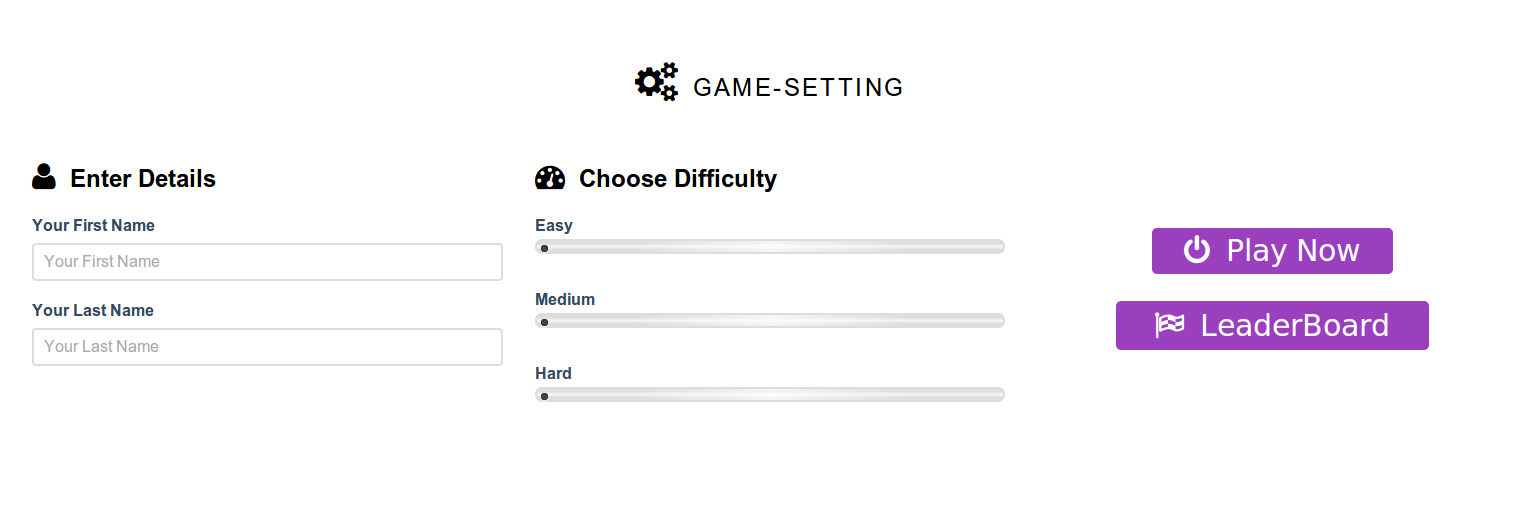 GAME-SETTING
Enter Details
Your First Name
Your First Name
Your Last Name
Your Last Name
Choose Difficulty
Easy
Medium
Hard
Play Now
LeaderBoard